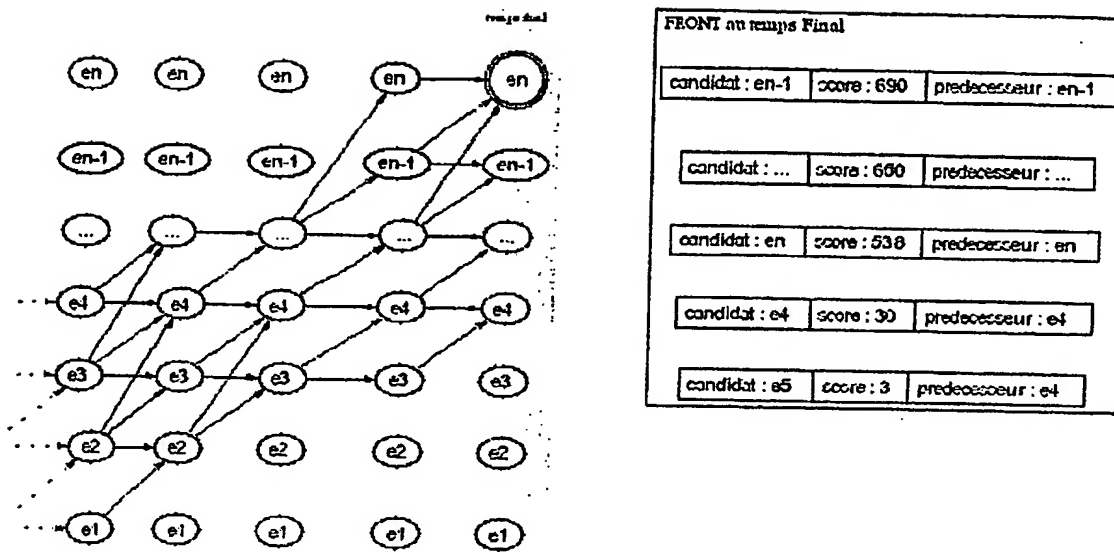 temps final
en en en en en
en-1 en-1 en-1 en-1 en-1
... ... ... ... ...
e4 e4 e4 e4 e4
e3 e3 e3 e3 e3
e2 e2 e2 e2 e2
e1 e1 e1 e1 e1
FRONT au temps Final
candidat : en-1 score : 690 predecesseur : en-1
candidat : ... score : 660 predecesseur : ...
candidat : en score : 538 predecesseur : en
candidat : e4 score : 30 predecesseur : e4
candidat : e5 score : 3 predecesseur : e4